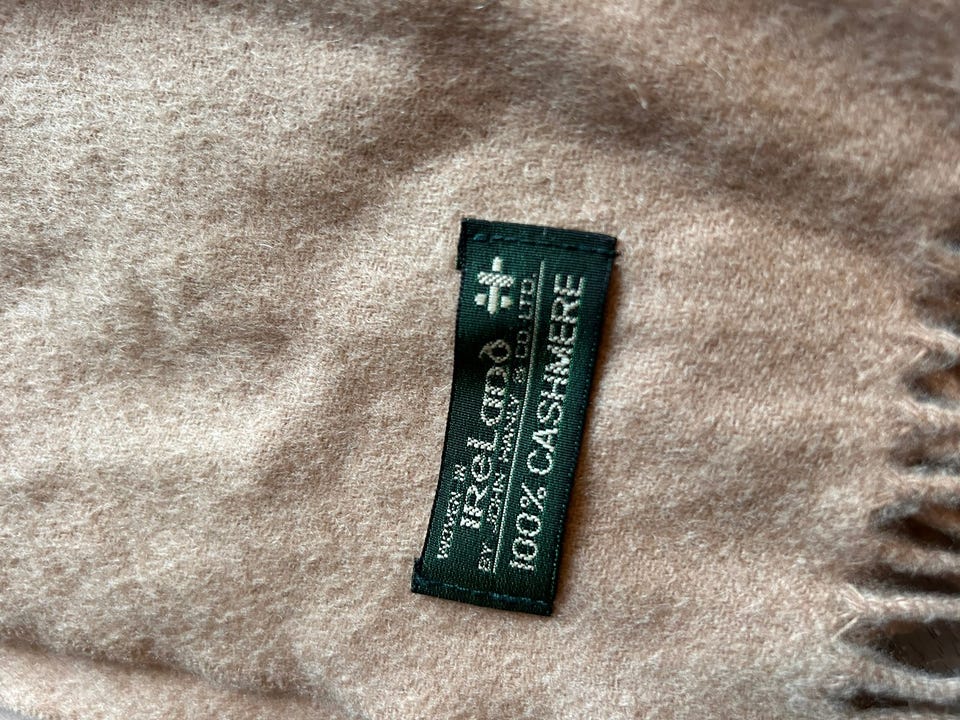 WOVEN IN
IRELAND
BY JOHN HANLY & CO. LTD.
100% CASHMERE